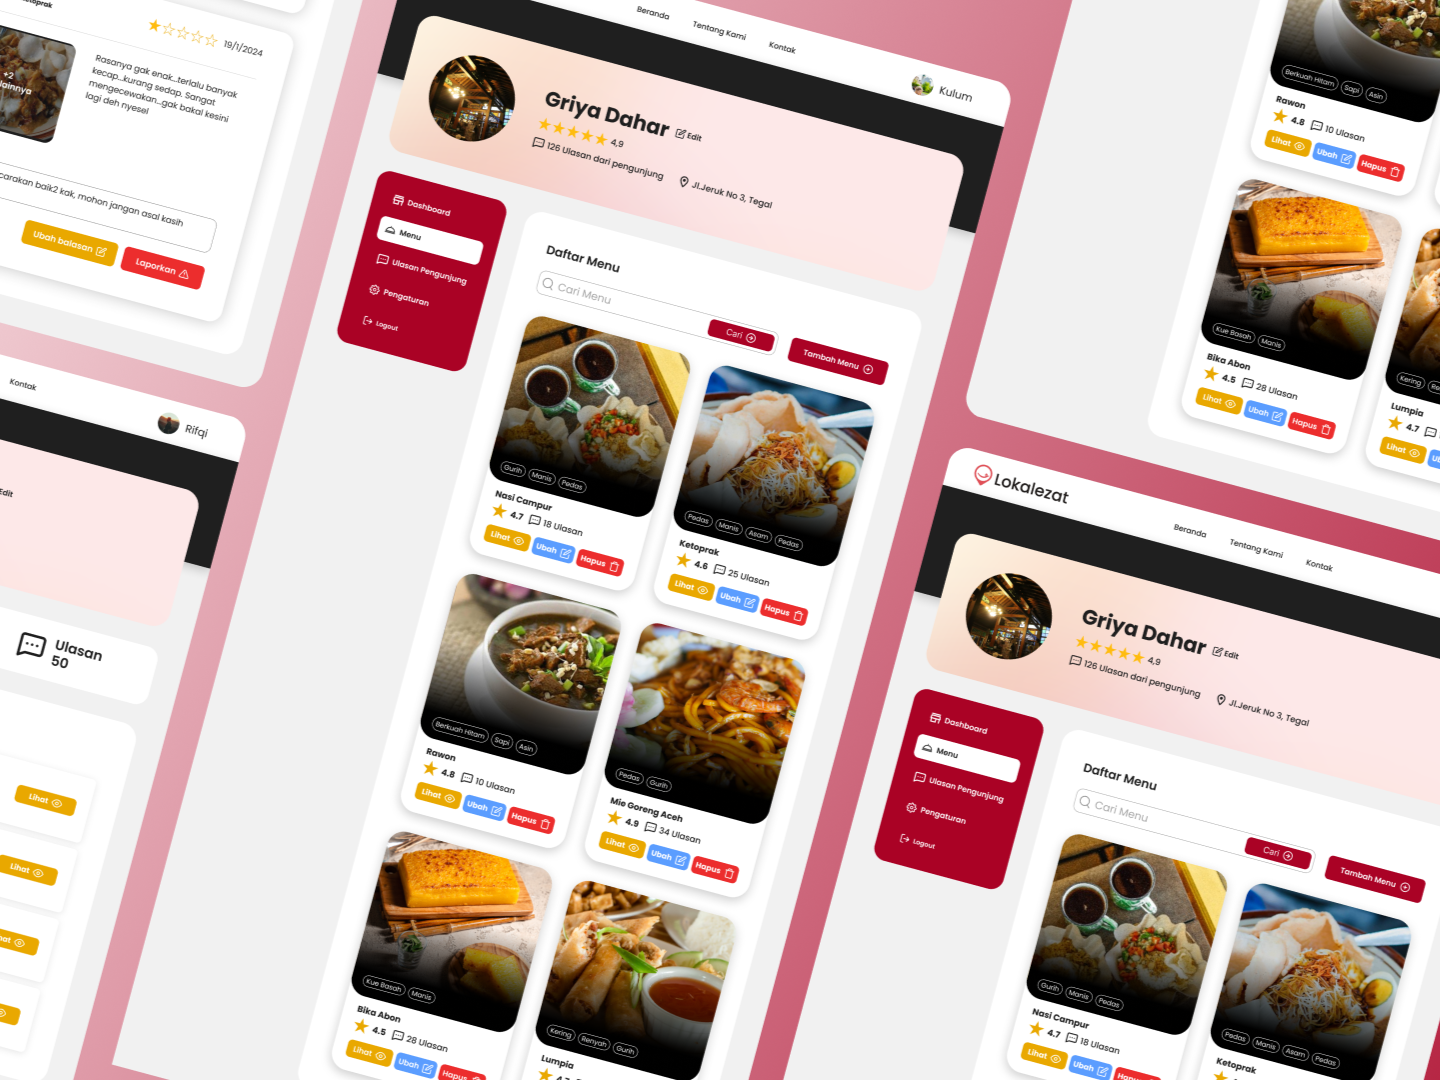 Ketoprak
19/1/2024
+2
lainnya
Rasanya gak enak...terlalu banyak
kecap...kurang sedap. Sangat
mengecewakan...gak bakal kesini
lagi deh nyesel
baik2 kak, mohon jangan asal kasih
Ubah balasan
Laporkan
Kontak
Rifqi
Edit
Ulasan
50
Lihat
Lihat
Beranda
Tentang Kami
Kontak
Kulum
Griya Dahar
Edit
4,9
126 Ulasan dari pengunjung
Jl.Jeruk No 3, Tegal
Dashboard
Menu
Ulasan Pengunjung
Pengaturan
Logout
Daftar Menu
Cari Menu
Cari
Tambah Menu
Gurih
Manis
Pedas
Nasi Campur
4.7
18 Ulasan
Lihat
Ubah
Hapus
Pedas
Manis
Asam
Pedas
Ketoprak
4.6
25 Ulasan
Lihat
Ubah
Hapus
Berkuah Hitam
Sapi
Asin
Rawon
4.8
10 Ulasan
Lihat
Ubah
Hapus
Pedas
Gurih
Mie Goreng Aceh
4.9
34 Ulasan
Lihat
Ubah
Hapus
Kue Basah
Manis
Bika Abon
4.5
28 Ulasan
Lihat
Ubah
Hapus
Kering
Renyah
Gurih
Lumpia
Berkuah Hitam
Sapi
Asin
Rawon
4.8
10 Ulasan
Lihat
Ubah
Hapus
Kue Basah
Manis
Bika Abon
4.5
28 Ulasan
Lihat
Ubah
Hapus
Kering
Lumpia
4.7
Lihat
Lokalezat
Beranda
Tentang Kami
Kontak
Griya Dahar
Edit
4,9
126 Ulasan dari pengunjung
Jl.Jeruk No 3, Tegal
Dashboard
Menu
Ulasan Pengunjung
Pengaturan
Logout
Daftar Menu
Cari Menu
Cari
Tambah Menu
Gurih
Manis
Pedas
Nasi Campur
4.7
18 Ulasan
Lihat
Ubah
Hapus
Pedas
Manis
Asam
Pedas
Ketoprak